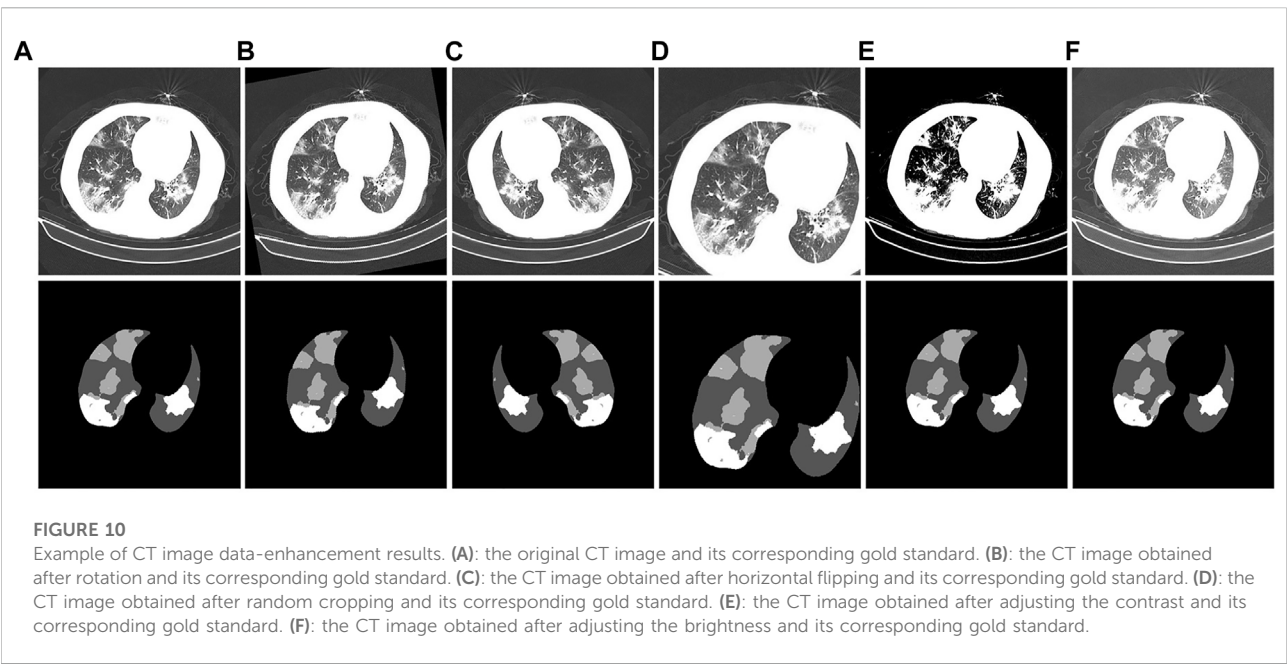 A B C D E F
FIGURE 10
Example of CT image data-enhancement results. (A): the original CT image and its corresponding gold standard. (B): the CT image obtained
after rotation and its corresponding gold standard. (C): the CT image obtained after horizontal flipping and its corresponding gold standard. (D): the
CT image obtained after random cropping and its corresponding gold standard. (E): the CT image obtained after adjusting the contrast and its
corresponding gold standard. (F): the CT image obtained after adjusting the brightness and its corresponding gold standard.